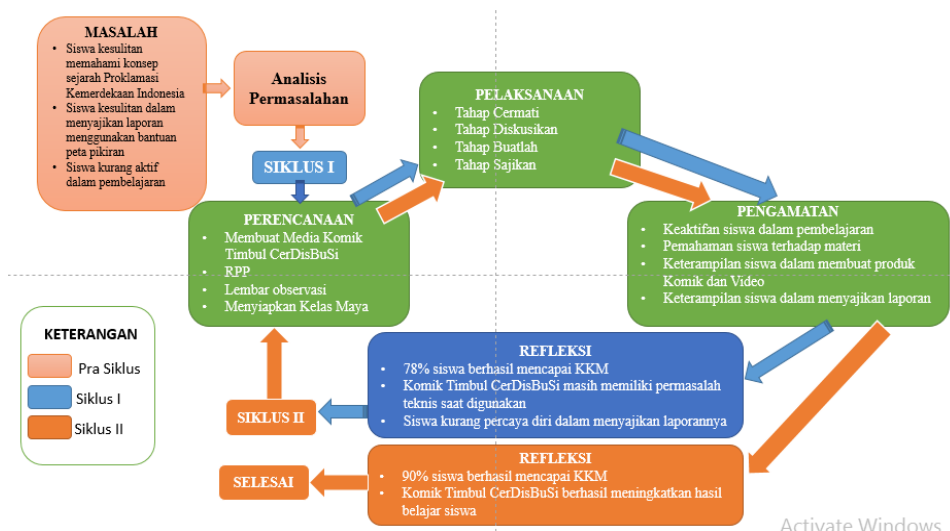 MASALAH
• Siswa kesulitan
memahami konsep
sejarah Proklamasi
Kemerdekaan Indonesia
• Siswa kesulitan dalam
menyajikan laporan
menggunakan bantuan
peta pikiran
• Siswa kurang aktif
dalam pembelajaran
Analisis
Permasalahan
SIKLUS I
PERENCANAAN
• Membuat Media Komik
Timbul CerDisBuSi
• RPP
• Lembar observasi
• Menyiapkan Kelas Maya
PELAKSANAAN
• Tahap Cermati
• Tahap Diskusikan
• Tahap Buatlah
• Tahap Sajikan
PENGAMATAN
• Keaktifan siswa dalam pembelajaran
• Pemahaman siswa terhadap materi
• Keterampilan siswa dalam membuat produk
Komik dan Video
• Keterampilan siswa dalam menyajikan laporan
REFLEKSI
• 78% siswa berhasil mencapai KKM
• Komik Timbul CerDisBuSi masih memiliki permasalah
teknis saat digunakan
• Siswa kurang percaya diri dalam menyajikan laporannya
SIKLUS II
REFLEKSI
• 90% siswa berhasil mencapai KKM
• Komik Timbul CerDisBuSi berhasil meningkatkan hasil
belajar siswa
SELESAI
KETERANGAN
Pra Siklus
Siklus I
Siklus II
Activate Windows